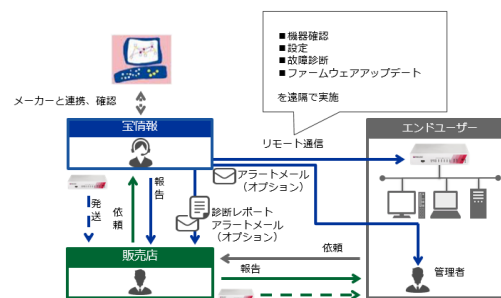 ■機器確認
■設定
■故障診断
■ファームウェアアップデート
を遠隔で実施
メーカーと連携、確認
宝情報
リモート通信
エンドユーザー
アラートメール
（オプション）
発送
依頼
報告
診断レポート
アラートメール
（オプション）
販売店
依頼
報告
管理者